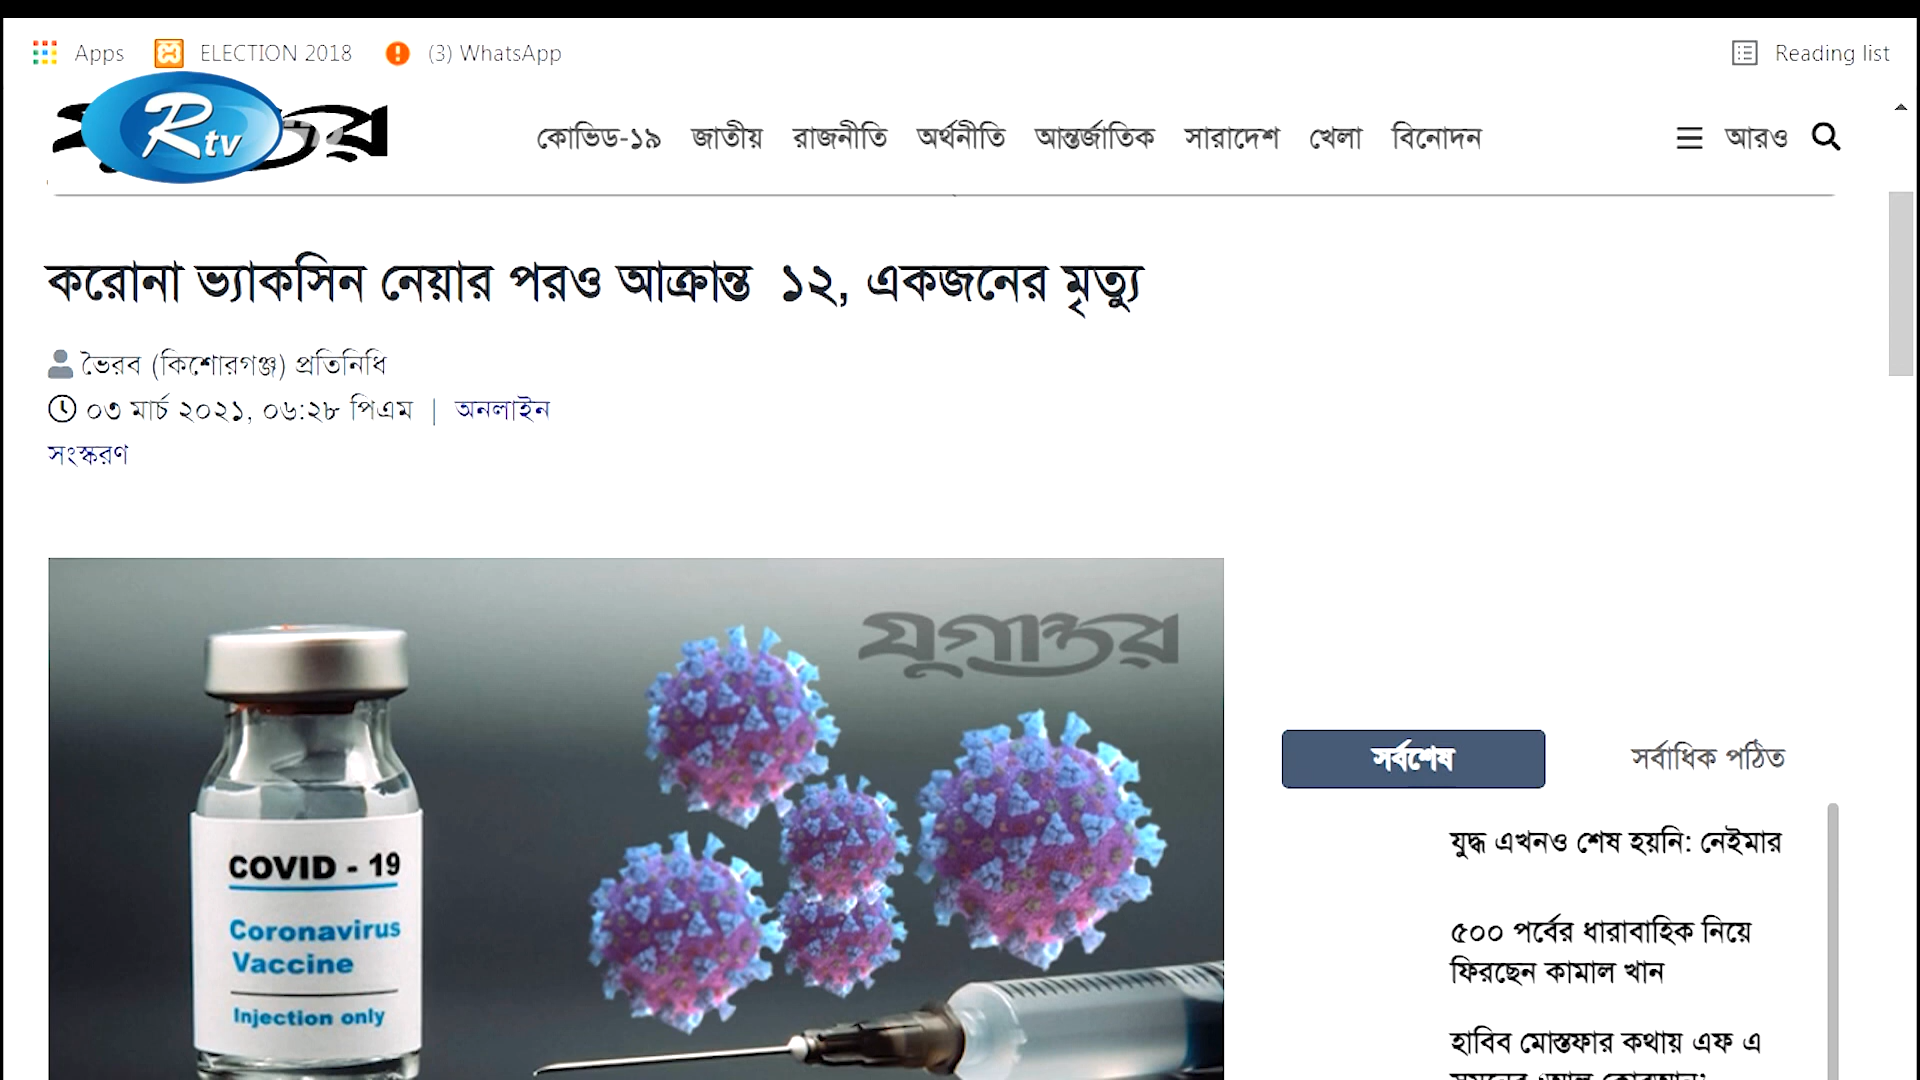 Apps ELECTION 2018 (3) WhatsApp Reading list
Rtv
কোভিড-১৯ জাতীয় রাজনীতি অর্থনীতি আন্তর্জাতিক সারাদেশ খেলা বিনোদন আরও
করোনা ভ্যাকসিন নেয়ার পরও আক্রান্ত ১২, একজনের মৃত্যু
ভৈরব (কিশোরগঞ্জ) প্রতিনিধি
০৩ মার্চ ২০২১, ০৬:২৮ পিএম | অনলাইন
সংস্করণ
যুগান্তর
COVID - 19
Coronavirus
Vaccine
Injection only
সর্বশেষ সর্বাধিক পঠিত
যুদ্ধ এখনও শেষ হয়নি: নেইমার
৫০০ পর্বের ধারাবাহিক নিয়ে
ফিরছেন কামাল খান
হাবিব মোস্তফার কথায় এফ এ